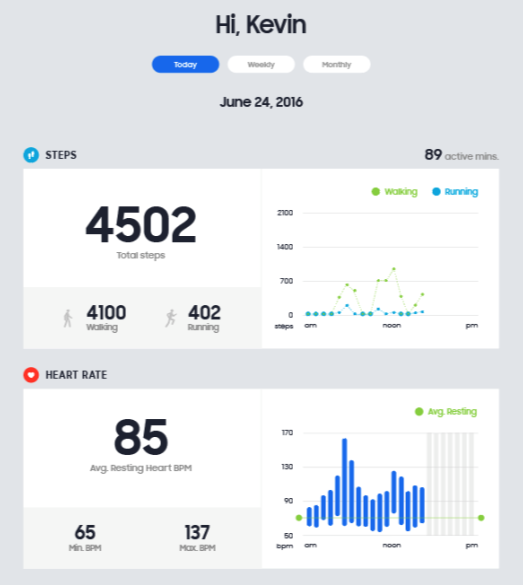 Hi, Kevin
Today Weekly Monthly
June 24, 2016
STEPS
89 active mins.
4502
Total steps
4100
Walking
402
Running
Walking Running
2100
1400
700
0
steps am noon pm
HEART RATE
85
Avg. Resting Heart BPM
65
Min. BPM
137
Max. BPM
Avg. Resting
170
130
90
50
bpm am noon pm